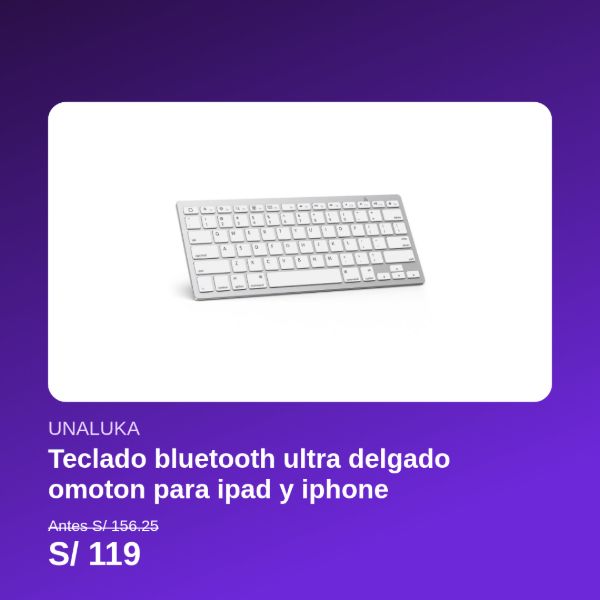 UNALUKA
Teclado bluetooth ultra delgado
omoton para ipad y iphone
Antes S/ 156.25
S/ 119